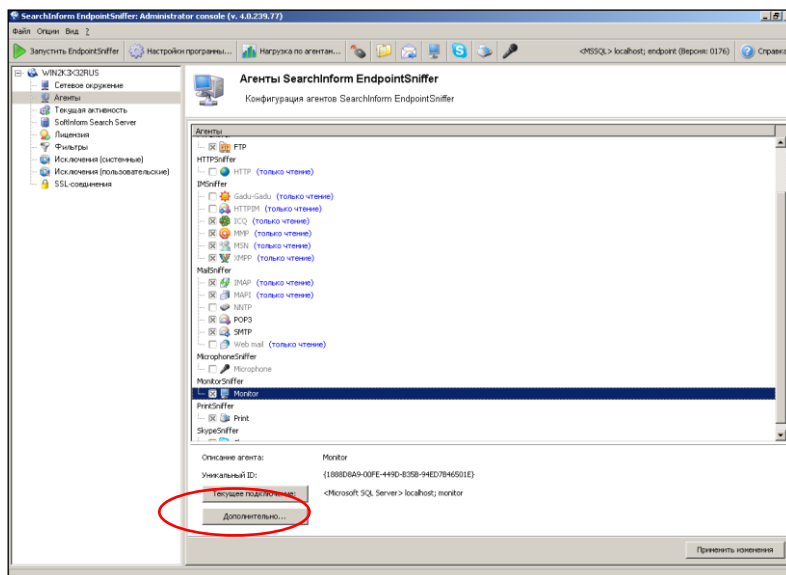 SearchInform EndpointSniffer: Administrator console (v. 4.0.239.77)
Файл Опции Вид ?
Запустить EndpointSniffer Настройки программы... Нагрузка по агентам... <MSSQL> localhost; endpoint (Версия: 0176) Справка
WIN2K3X32RUS
Сетевое окружение
Агенты
Текущая активность
SoftInform Search Server
Лицензия
Фильтры
Исключения (системные)
Исключения (пользовательские)
SSL-соединения
Агенты SearchInform EndpointSniffer
Конфигурация агентов SearchInform EndpointSniffer
Агенты
FTP
HTTPSniffer
HTTP (только чтение)
IMSniffer
Gadu-Gadu (только чтение)
HTTPIM (только чтение)
ICQ (только чтение)
MMP (только чтение)
MSN (только чтение)
XMPP (только чтение)
MailSniffer
IMAP (только чтение)
MAPI (только чтение)
NNTP
POP3
SMTP
Web mail (только чтение)
MicrophoneSniffer
Microphone
MonitorSniffer
Monitor
PrintSniffer
Print
SkypeSniffer
Описание агента: Monitor
Уникальный ID: {1888D8A9-00FE-449D-B35B-94ED7B46501E}
Текущее подключение: <Microsoft SQL Server> localhost; monitor
Дополнительно...
Применить изменения